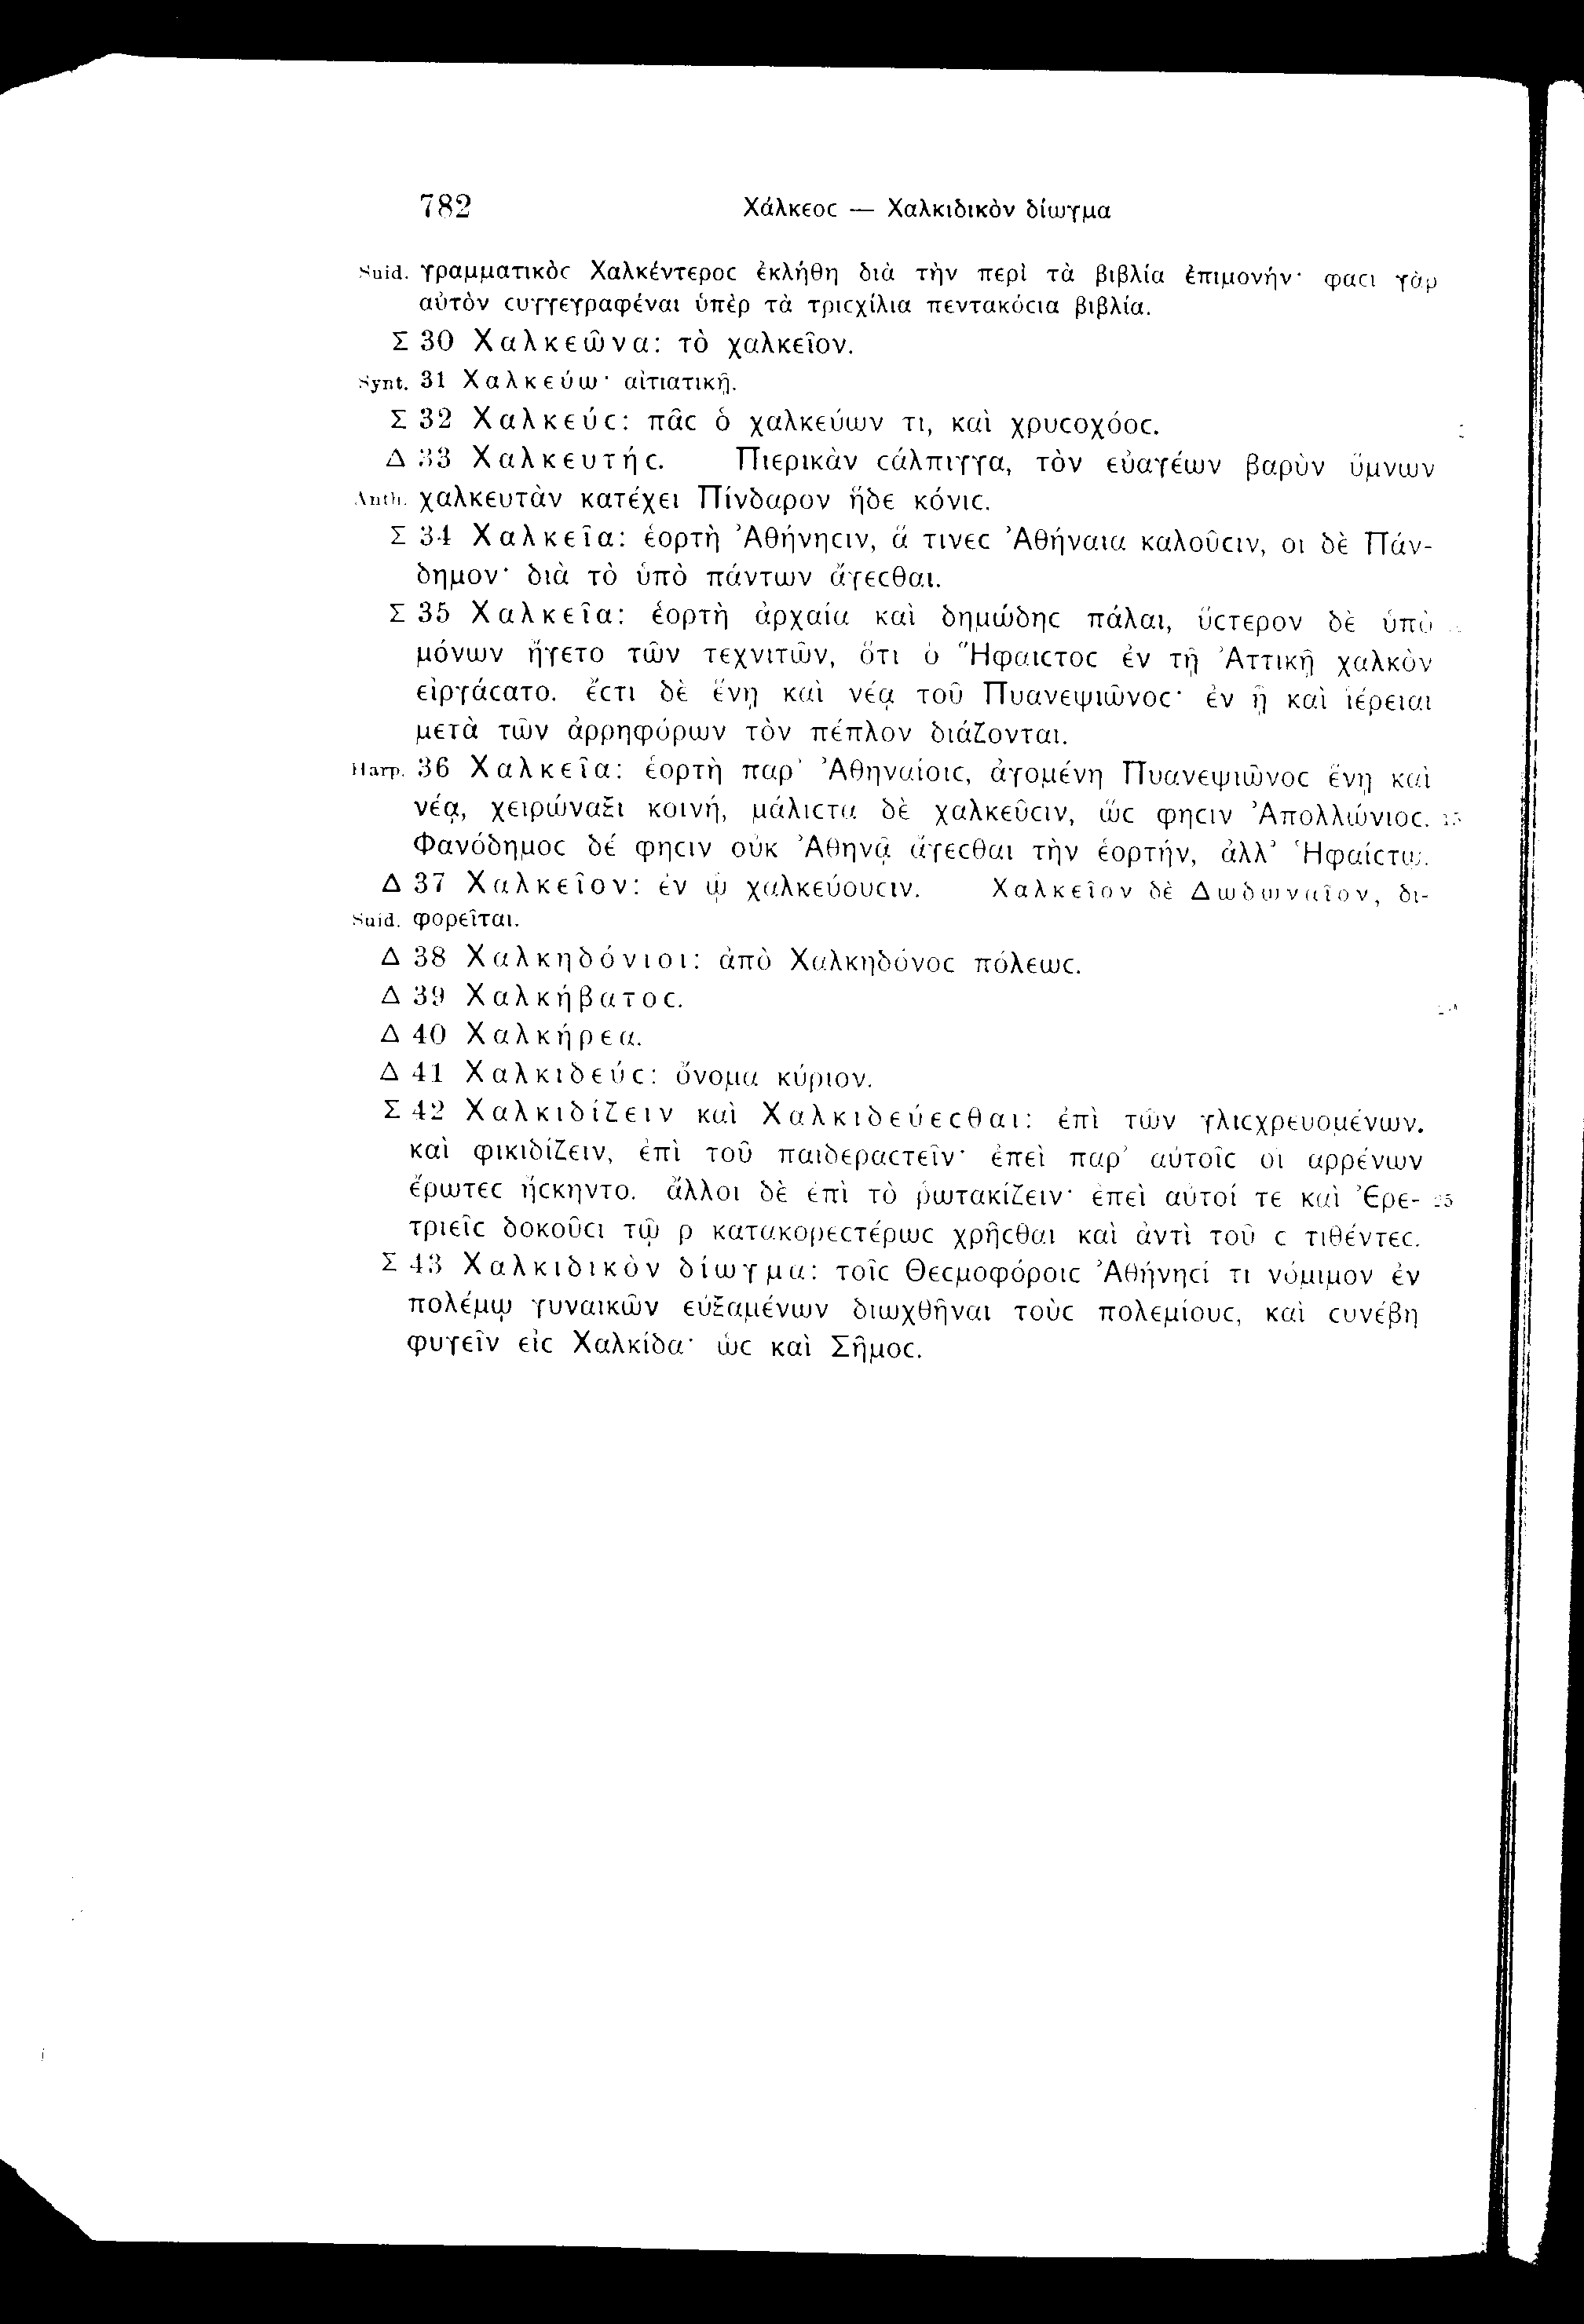 782 Χάλκεοϲ — Χαλκιδικὸν δίωγμα
Suid. γραμματικὸϲ Χαλκέντεροϲ ἐκλήθη διὰ τὴν περὶ τὰ βιβλία ἐπιμονήν· φαϲι γὰρ
αὐτὸν ϲυγγεγραφέναι ὑπὲρ τὰ τριϲχίλια πεντακόϲια βιβλία.
Σ 30 Χαλκεῶνα: τὸ χαλκεῖον.
Synt. 31 Χαλκεύω· αἰτιατικῇ.
Σ 32 Χαλκεύϲ: πᾶϲ ὁ χαλκεύων τι, καὶ χρυϲοχόοϲ.
Δ 33 Χαλκευτήϲ. Πιερικὰν ϲάλπιγγα, τὸν εὐαγέων βαρὺν ὕμνων
Anth. χαλκευτὰν κατέχει Πίνδαρον ἥδε κόνιϲ.
Σ 34 Χαλκεῖα: ἑορτὴ Ἀθήνηϲιν, ἅ τινεϲ Ἀθήναια καλοῦϲιν, οι δὲ Πάν-
δημον· διὰ τὸ ὑπὸ πάντων ἄγεϲθαι.
Σ 35 Χαλκεῖα: ἑορτὴ ἀρχαία καὶ δημώδηϲ πάλαι, ὕϲτερον δὲ ὑπὸ
μόνων ἤγετο τῶν τεχνιτῶν, ὅτι ὁ Ἥφαιϲτοϲ ἐν τῇ Ἀττικῇ χαλκὸν
εἰργάϲατο. ἔϲτι δὲ ἕνῃ καὶ νέᾳ τοῦ Πυανεψιῶνοϲ· ἐν ᾗ καὶ ἱέρειαι
μετὰ τῶν ἀρρηφόρων τὸν πέπλον διάζονται.
Harp. 36 Χαλκεῖα: ἑορτὴ παρ' Ἀθηναίοιϲ, ἀγομένη Πυανεψιῶνοϲ ἕνῃ καὶ
νέᾳ, χειρώναξι κοινή, μάλιϲτα δὲ χαλκεῦϲιν, ὥϲ φηϲιν Ἀπολλώνιοϲ. 15
Φανόδημοϲ δέ φηϲιν οὐκ Ἀθηνᾷ ἄγεϲθαι τὴν ἑορτήν, ἀλλ' Ἡφαίϲτῳ.
Δ 37 Χαλκεῖον: ἐν ᾧ χαλκεύουϲιν. Χαλκεῖον δὲ Δωδωναῖον, δι-
Suid. φορεῖται.
Δ 38 Χαλκηδόνιοι: ἀπὸ Χαλκηδόνοϲ πόλεωϲ.
Δ 39 Χαλκήβατοϲ.
Δ 40 Χαλκήρεα.
Δ 41 Χαλκιδεύϲ: ὄνομα κύριον.
Σ 42 Χαλκιδίζειν καὶ Χαλκιδεύεϲθαι: ἐπὶ τῶν γλιϲχρευομένων.
καὶ φικιδίζειν, ἐπὶ τοῦ παιδεραϲτεῖν· ἐπεὶ παρ' αὐτοῖϲ οἱ ἀρρένων
ἔρωτεϲ ἤϲκηντο. ἄλλοι δὲ ἐπὶ τὸ ῥωτακίζειν· ἐπεὶ αὐτοί τε καὶ Ἐρε- 25
τριεῖϲ δοκοῦϲι τῷ ρ κατακορεϲτέρωϲ χρῆϲθαι καὶ ἀντὶ τοῦ ϲ τιθέντεϲ.
Σ 43 Χαλκιδικὸν δίωγμα: τοῖϲ Θεϲμοφόροιϲ Ἀθήνηϲί τι νόμιμον ἐν
πολέμῳ γυναικῶν εὐξαμένων διωχθῆναι τοὺϲ πολεμίουϲ, καὶ ϲυνέβη
φυγεῖν εἰϲ Χαλκίδα· ὡϲ καὶ Σῆμοϲ.